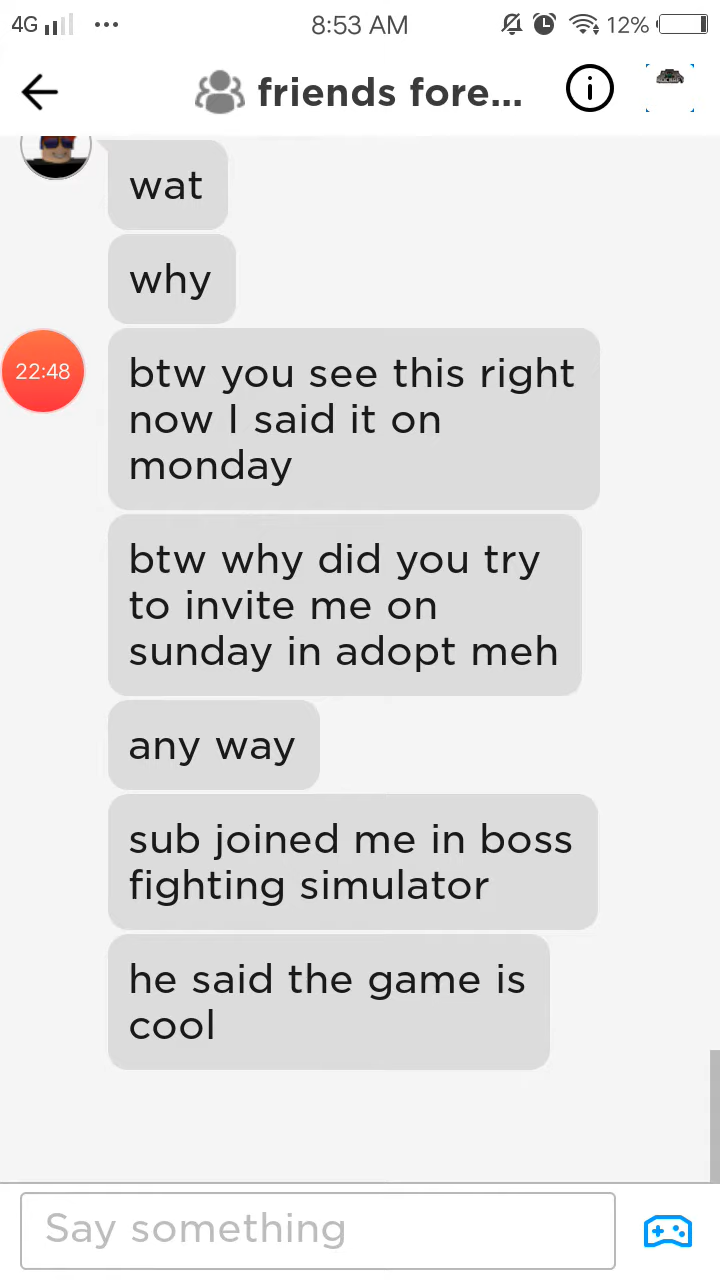 4G 8:53 AM 12%
friends fore...
wat
why
22:48
btw you see this right
now I said it on
monday
btw why did you try
to invite me on
sunday in adopt meh
any way
sub joined me in boss
fighting simulator
he said the game is
cool
Say something